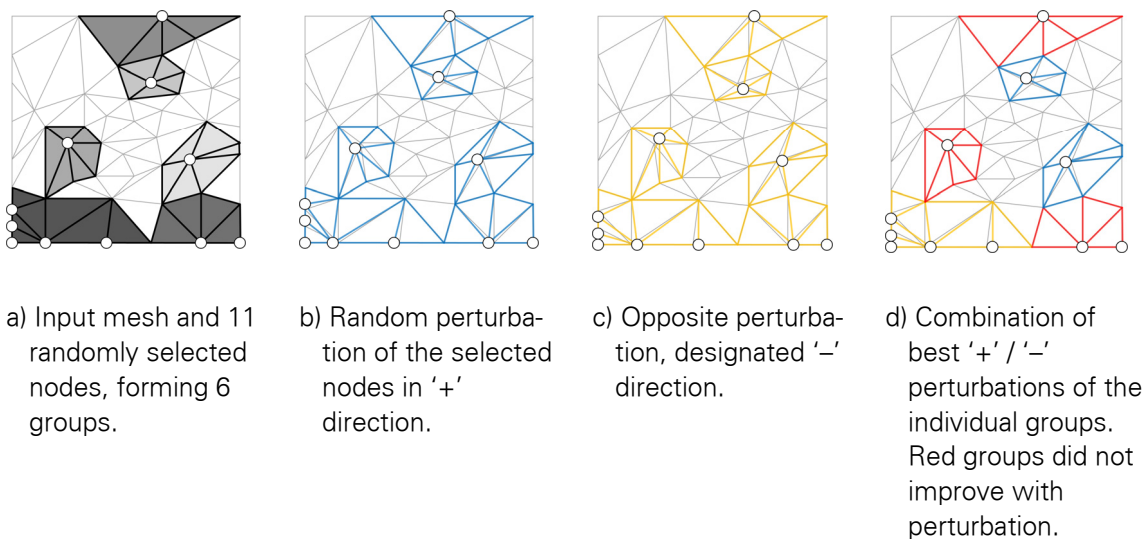 a) Input mesh and 11
randomly selected
nodes, forming 6
groups.
b) Random perturba-
tion of the selected
nodes in ‘+’
direction.
c) Opposite perturba-
tion, designated ‘–’
direction.
d) Combination of
best ‘+’ / ‘–’
perturbations of the
individual groups.
Red groups did not
improve with
perturbation.